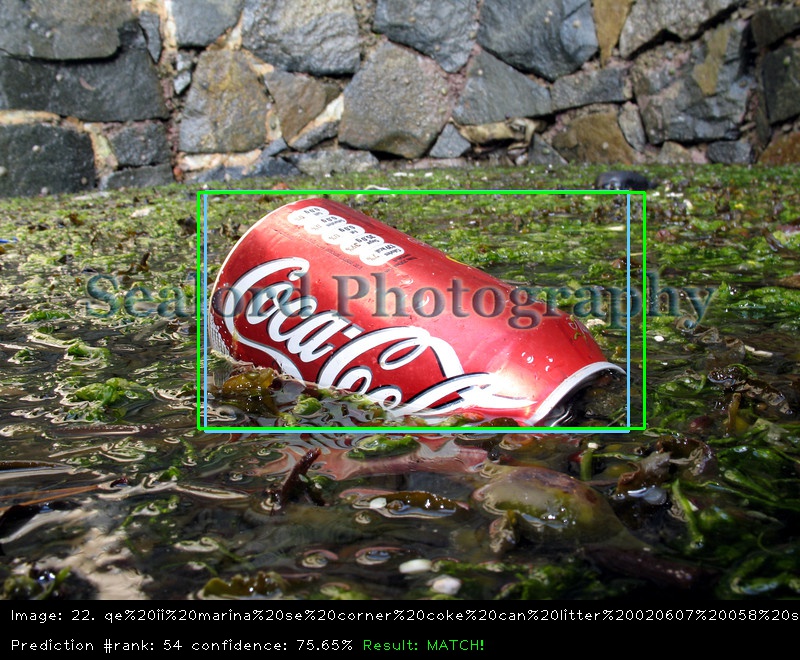 Seaford Photography
Coca-Cola
Image: 22. qe%20ii%20marina%20se%20corner%20coke%20can%20litter%20020607%20058%20s
Prediction #rank: 54 confidence: 75.65% Result: MATCH!